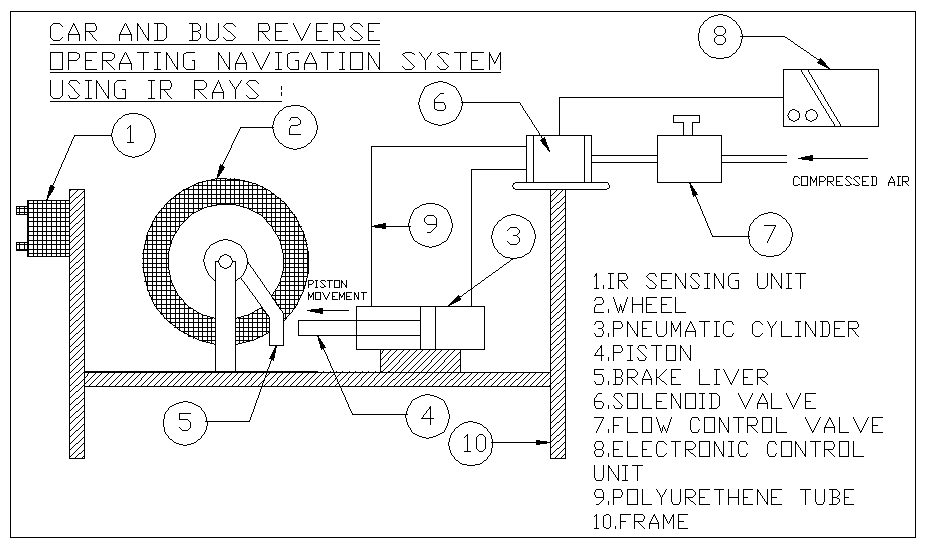 CAR AND BUS REVERSE
OPERATING NAVIGATION SYSTEM
USING IR RAYS :
8
6
1
2
COMPRESSED AIR
9
3
7
PISTON
MOVEMENT
5
4
10
1.IR SENSING UNIT
2.WHEEL
3.PNEUMATIC CYLINDER
4.PISTON
5.BRAKE LIVER
6.SOLENOID VALVE
7.FLOW CONTROL VALVE
8.ELECTRONIC CONTROL
UNIT
9.POLYURETHENE TUBE
10.FRAME